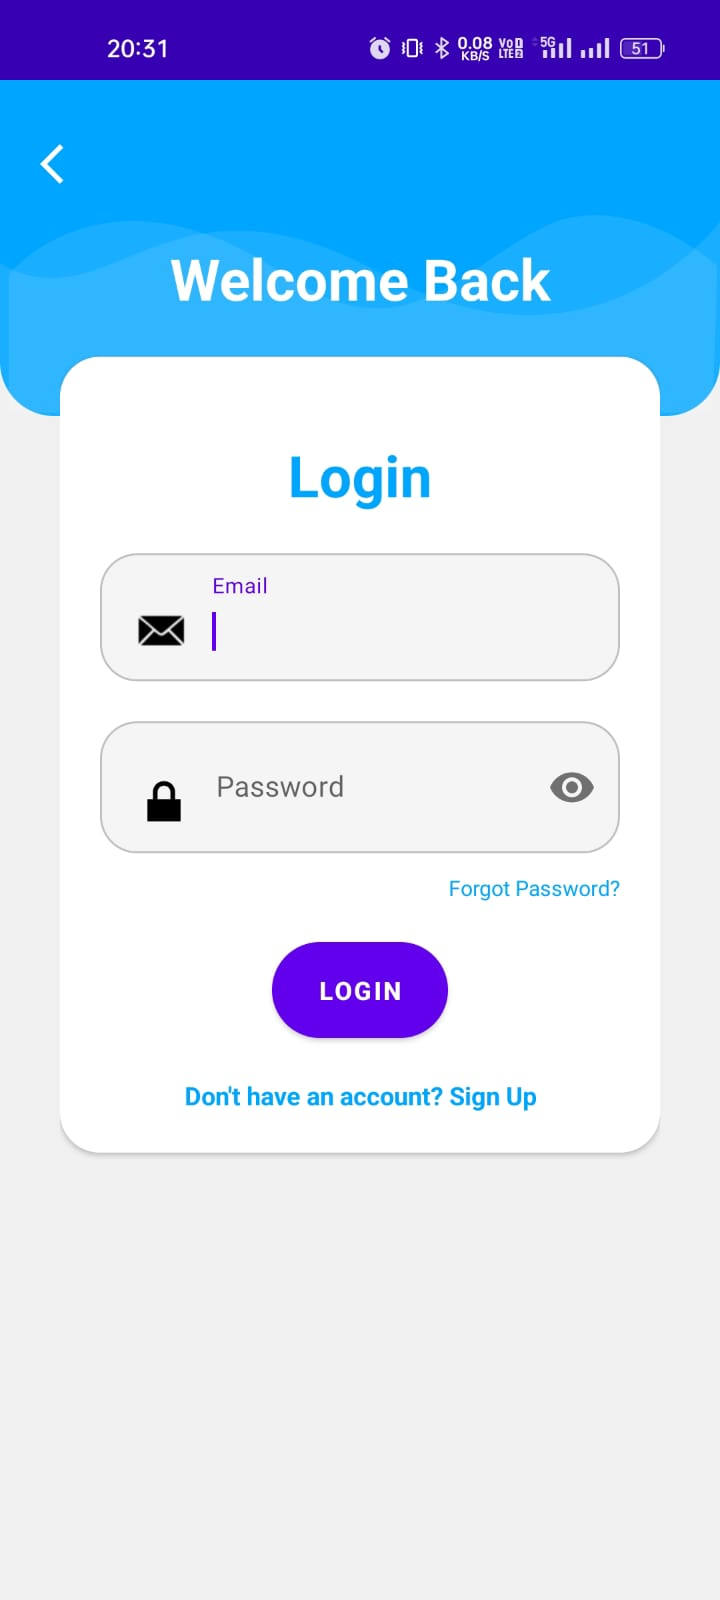 20:31
0.08 KB/S
5G
51
Welcome Back
Login
Email
Password
Forgot Password?
LOGIN
Don't have an account? Sign Up